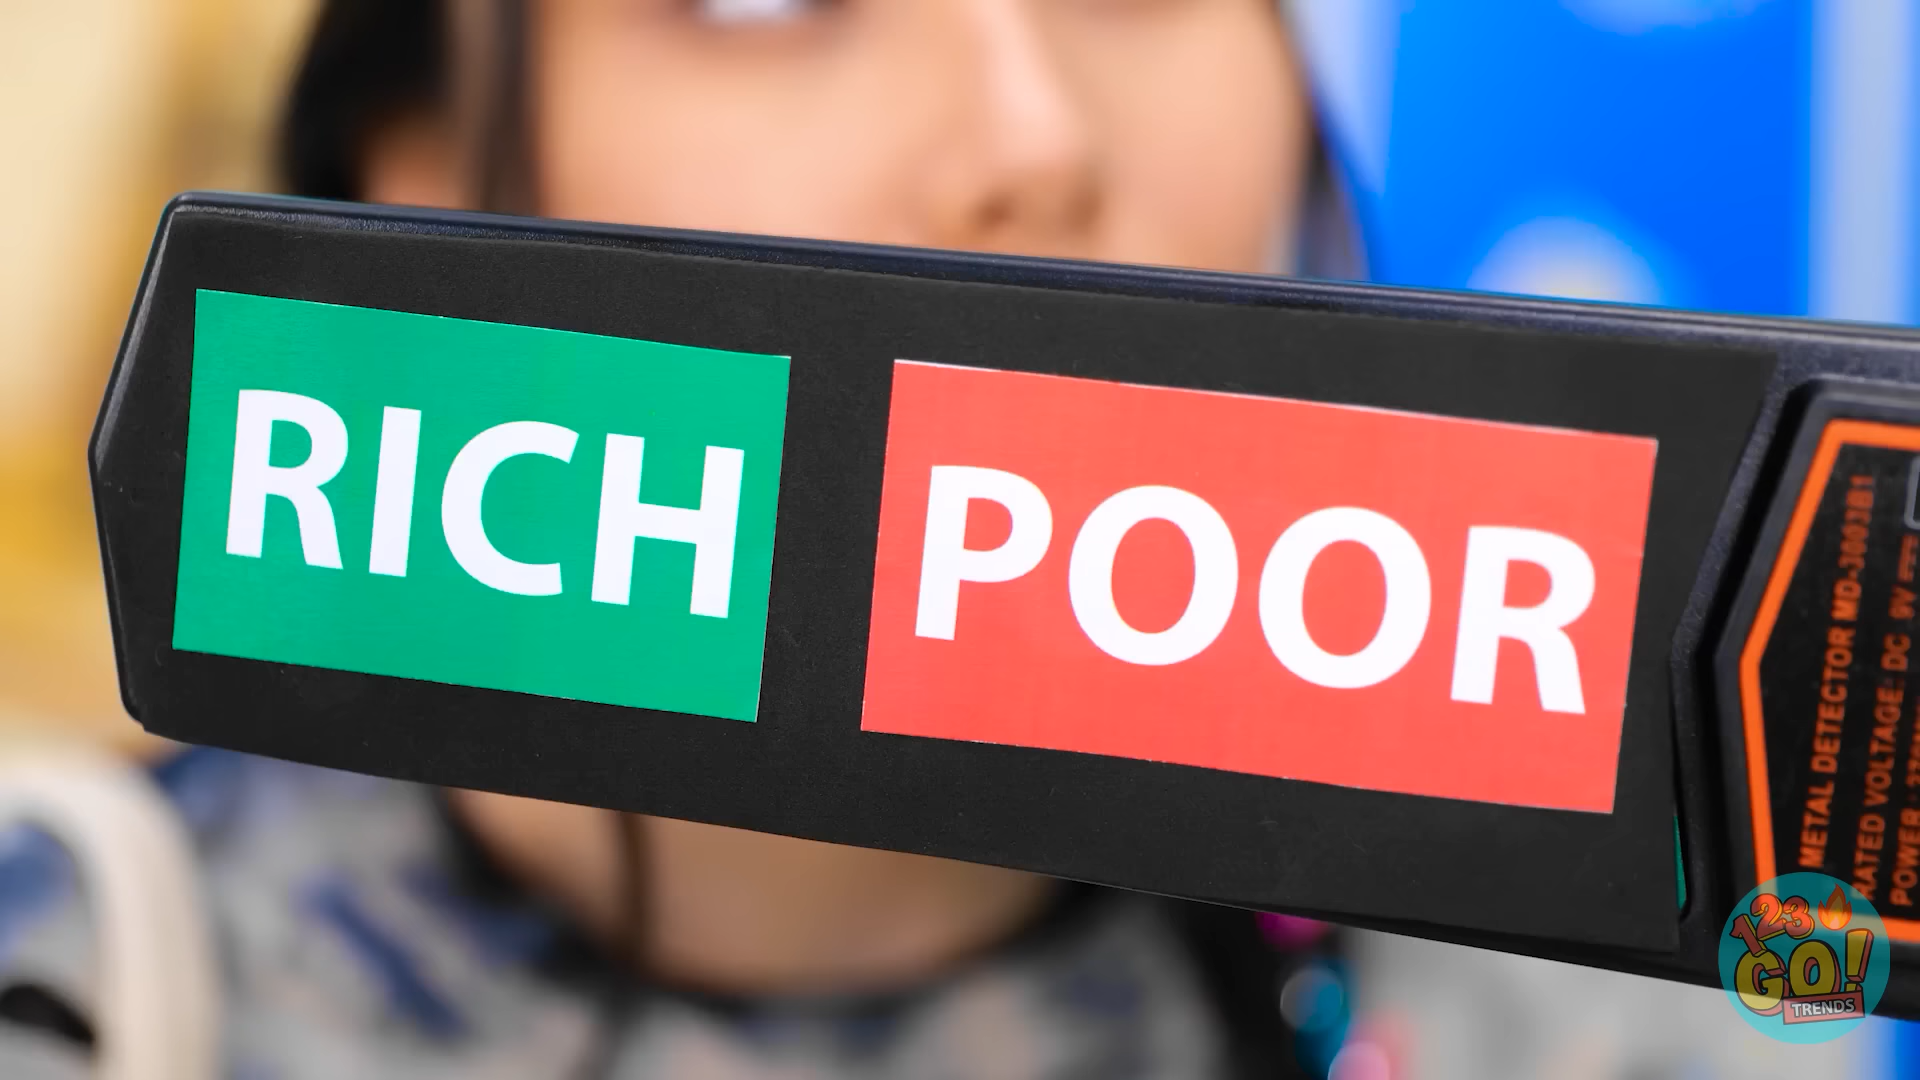 RICH
POOR
METAL DETECTOR MD-3003B1
RATED VOLTAGE: DC 9V
POWER:
123
GO!
TRENDS